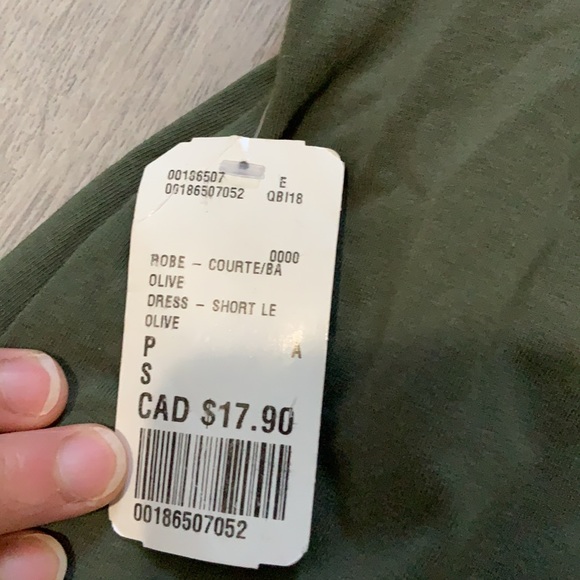 00186507 E
00186507052 QBI18
0000
ROBE - COURTE/BA
OLIVE
DRESS - SHORT LE
OLIVE
P A
S
CAD $17.90
00186507052